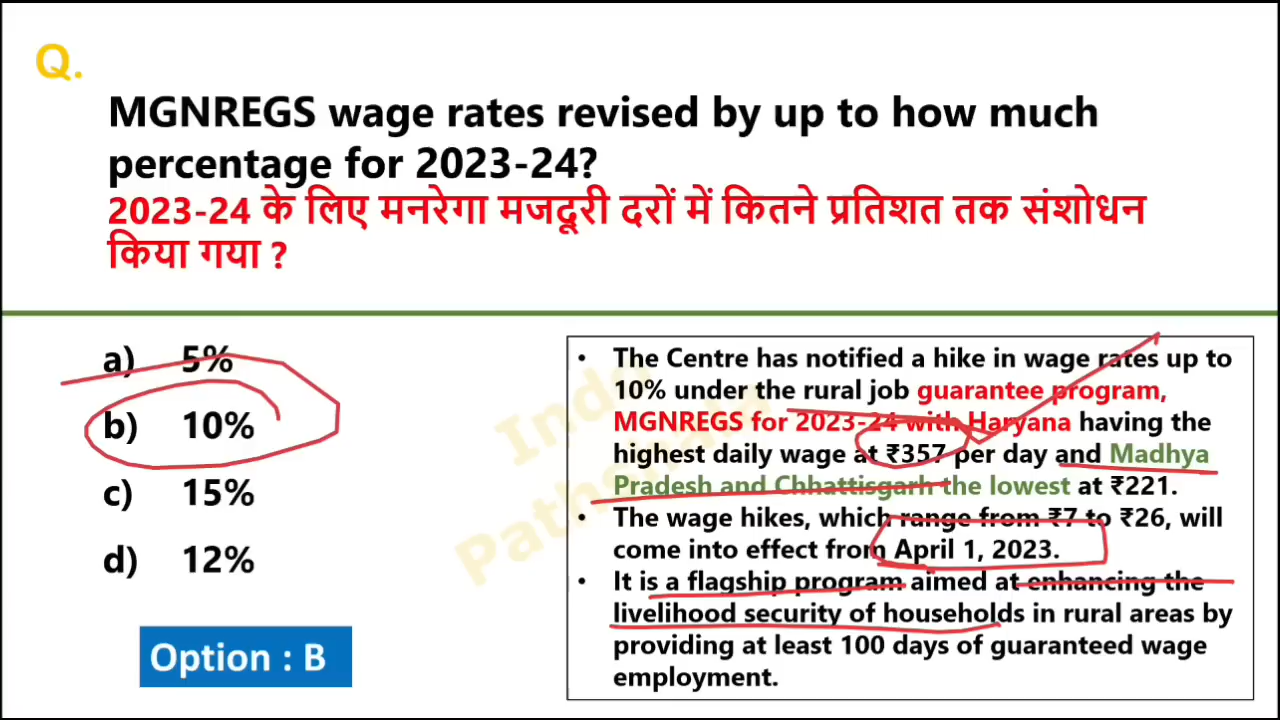 Q.
MGNREGS wage rates revised by up to how much
percentage for 2023-24?
2023-24 के लिए मनरेगा मजदूरी दरों में कितने प्रतिशत तक संशोधन
किया गया ?
a) 5%
b) 10%
c) 15%
d) 12%
Option : B
• The Centre has notified a hike in wage rates up to
10% under the rural job guarantee program,
MGNREGS for 2023-24 with Haryana having the
highest daily wage at ₹357 per day and Madhya
Pradesh and Chhattisgarh the lowest at ₹221.
• The wage hikes, which range from ₹7 to ₹26, will
come into effect from April 1, 2023.
• It is a flagship program aimed at enhancing the
livelihood security of households in rural areas by
providing at least 100 days of guaranteed wage
employment.
Pathshala